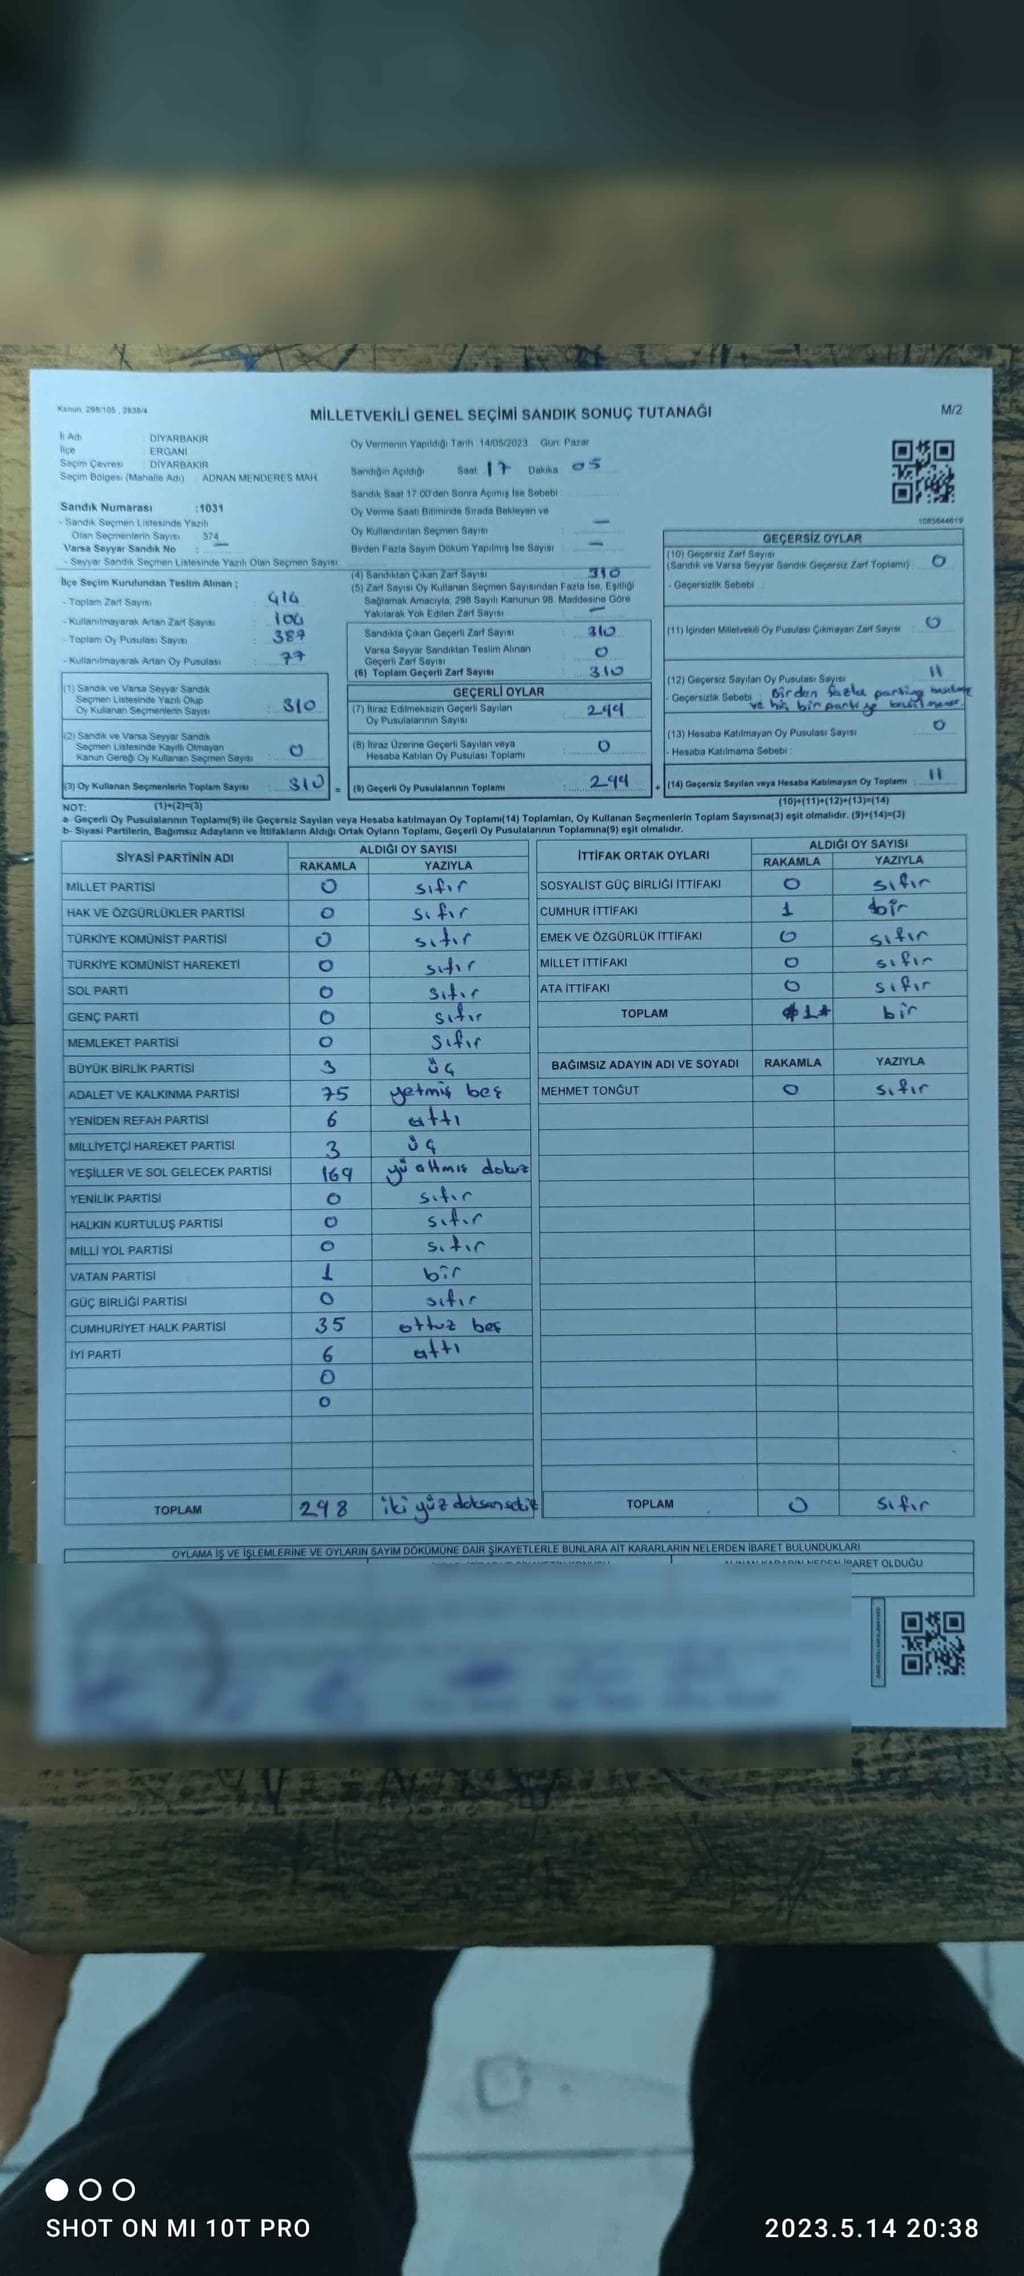 Kanun, 298/105 , 2839/4
MİLLETVEKİLİ GENEL SEÇİMİ SANDIK SONUÇ TUTANAĞI
M/2
İl Adı : DİYARBAKIR
İlçe : ERGANİ
Seçim Çevresi : DİYARBAKIR
Seçim Bölgesi (Mahalle Adı) : ADNAN MENDERES MAH.
Oy Vermenin Yapıldığı Tarih 14/05/2023 Gün: Pazar
Sandığın Açıldığı Saat 17 Dakika 05
Sandık Saat 17:00'den Sonra Açımış İse Sebebi :
Oy Verme Saati Bitiminde Sırada Bekleyen ve
Oy Kullandırılan Seçmen Sayısı : —
Birden Fazla Sayım Döküm Yapılmış İse Sayısı : —
1083644619
Sandık Numarası :1031
- Sandık Seçmen Listesinde Yazılı
Olan Seçmenlerin Sayısı : 374
Varsa Seyyar Sandık No : —
- Seyyar Sandık Seçmen Listesinde Yazılı Olan Seçmen Sayısı:
İlçe Seçim Kurulundan Teslim Alınan ;
- Toplam Zarf Sayısı : 414
- Kullanılmayarak Artan Zarf Sayısı : 104
- Toplam Oy Pusulası Sayısı : 387
- Kullanılmayarak Artan Oy Pusulası : 77
(1) Sandık ve Varsa Seyyar Sandık
Seçmen Listesinde Yazılı Olup
Oy Kullanan Seçmenlerin Sayısı : 310
(2) Sandık ve Varsa Seyyar Sandık
Seçmen Listesinde Kayıtlı Olmayan
Kanun Gereği Oy Kullanan Seçmen Sayısı : 0
(3) Oy Kullanan Seçmenlerin Toplam Sayısı : 310 =
(4) Sandıktan Çıkan Zarf Sayısı : 310
(5) Zarf Sayısı Oy Kullanan Seçmen Sayısından Fazla İse, Eşitliği
Sağlamak Amacıyla; 298 Sayılı Kanunun 98. Maddesine Göre
Yakılarak Yok Edilen Zarf Sayısı : —
Sandıkta Çıkan Geçerli Zarf Sayısı : 310
Varsa Seyyar Sandıktan Teslim Alınan
Geçerli Zarf Sayısı : 0
(6) Toplam Geçerli Zarf Sayısı : 310
GEÇERLİ OYLAR
(7) İtiraz Edilmeksizin Geçerli Sayılan
Oy Pusulalarının Sayısı : 299
(8) İtiraz Üzerine Geçerli Sayılan veya
Hesaba Katılan Oy Pusulası Toplamı : 0
(9) Geçerli Oy Pusulalarının Toplamı : 299 +
GEÇERSİZ OYLAR
(10) Geçersiz Zarf Sayısı
(Sandık ve Varsa Seyyar Sandık Geçersiz Zarf Toplamı) : 0
- Geçersizlik Sebebi :
(11) İçinden Milletvekili Oy Pusulası Çıkmayan Zarf Sayısı : 0
(12) Geçersiz Sayılan Oy Pusulası Sayısı : 11
- Geçersizlik Sebebi : Birden fazla partiye
ve hiç bir parti ye
(13) Hesaba Katılmayan Oy Pusulası Sayısı : 0
- Hesaba Katılmama Sebebi :
(14) Geçersiz Sayılan veya Hesaba Katılmayan Oy Toplamı : 11
NOT: (1)+(2)=(3)
(10)+(11)+(12)+(13)=(14)
a- Geçerli Oy Pusulalarının Toplamı(9) ile Geçersiz Sayılan veya Hesaba katılmayan Oy Toplamı(14) Toplamları, Oy Kullanan Seçmenlerin Toplam Sayısına(3) eşit olmalıdır. (9)+(14)=(3)
b- Siyasi Partilerin, Bağımsız Adayların ve İttifakların Aldığı Ortak Oyların Toplamı, Geçerli Oy Pusulalarının Toplamına(9) eşit olmalıdır.
SİYASİ PARTİNİN ADI ALDIĞI OY SAYISI
RAKAMLA YAZIYLA
MİLLET PARTİSİ 0 sıfır
HAK VE ÖZGÜRLÜKLER PARTİSİ 0 sıfır
TÜRKİYE KOMÜNİST PARTİSİ 0 sıfır
TÜRKİYE KOMÜNİST HAREKETİ 0 sıfır
SOL PARTİ 0 sıfır
GENÇ PARTİ 0 sıfır
MEMLEKET PARTİSİ 0 sıfır
BÜYÜK BİRLİK PARTİSİ 3 üç
ADALET VE KALKINMA PARTİSİ 75 yetmiş beş
YENİDEN REFAH PARTİSİ 6 altı
MİLLİYETÇİ HAREKET PARTİSİ 3 üç
YEŞİLLER VE SOL GELECEK PARTİSİ 169 yü altmış dokuz
YENİLİK PARTİSİ 0 sıfır
HALKIN KURTULUŞ PARTİSİ 0 sıfır
MİLLİ YOL PARTİSİ 0 sıfır
VATAN PARTİSİ 1 bir
GÜÇ BİRLİĞİ PARTİSİ 0 sıfır
CUMHURİYET HALK PARTİSİ 35 ottuz beş
İYİ PARTİ 6 altı
0
0
TOPLAM 298 iki yüz doksan sekiz
İTTİFAK ORTAK OYLARI ALDIĞI OY SAYISI
RAKAMLA YAZIYLA
SOSYALİST GÜÇ BİRLİĞİ İTTİFAKI 0 sıfır
CUMHUR İTTİFAKI 1 bir
EMEK VE ÖZGÜRLÜK İTTİFAKI 0 sıfır
MİLLET İTTİFAKI 0 sıfır
ATA İTTİFAKI 0 sıfır
TOPLAM 1 bir
BAĞIMSIZ ADAYIN ADI VE SOYADI RAKAMLA YAZIYLA
MEHMET TONĞUT 0 sıfır
TOPLAM 0 sıfır
OYLAMA İŞ VE İŞLEMLERİNE VE OYLARIN SAYIM DÖKÜMÜNE DAİR ŞİKAYETLERLE BUNLARA AİT KARARLARIN NELERDEN İBARET BULUNDUKLARI
İBARET OLDUĞU
SHOT ON MI 10T PRO
2023.5.14 20:38